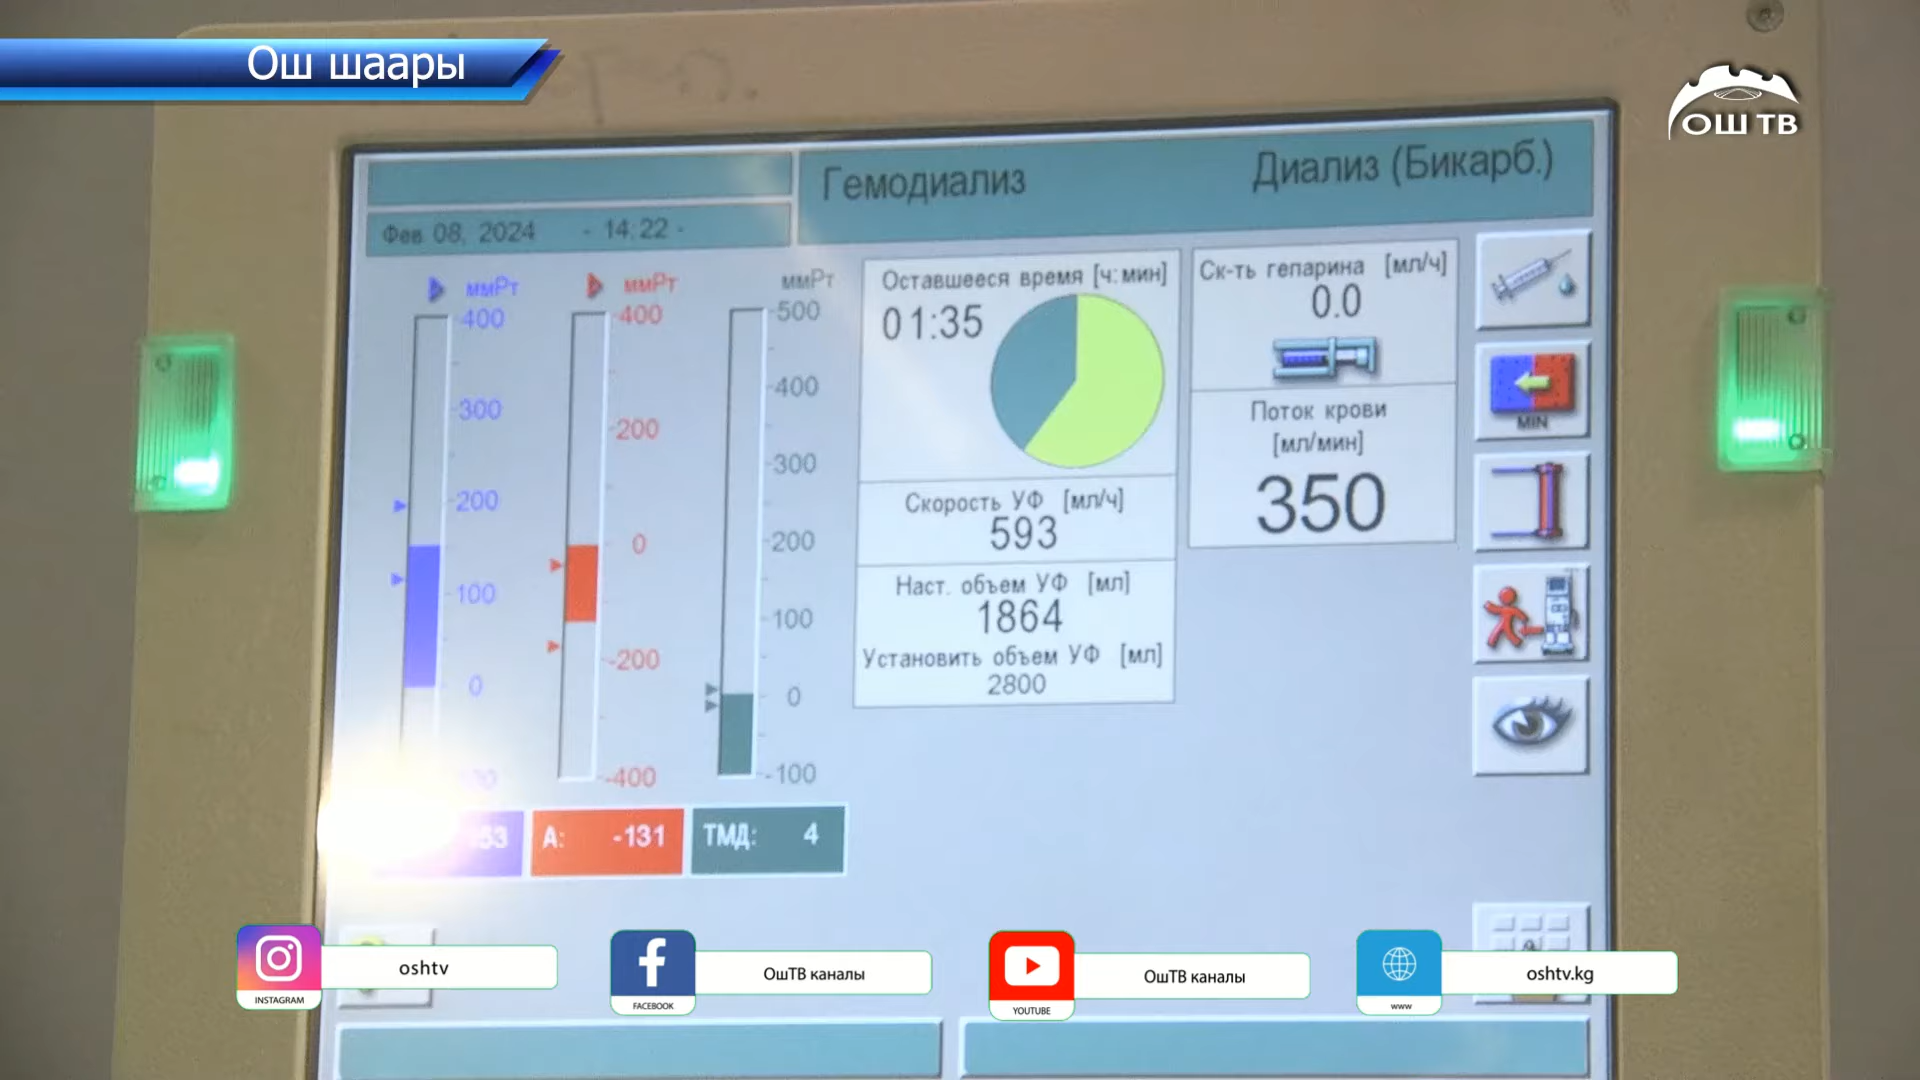 Ош шаары
ОШ ТВ
Гемодиализ
Диализ (Бикарб.)
Фев 08, 2024 - 14:22 -
ммРт
400
300
200
100
0
ммРт
400
200
0
-200
-400
ммРт
500
400
300
200
100
0
-100
Оставшееся время [ч:мин]
01:35
Скорость УФ [мл/ч]
593
Наст. объем УФ [мл]
1864
Установить объем УФ [мл]
2800
Ск-ть гепарина [мл/ч]
0.0
Поток крови
[мл/мин]
350
MIN
A: -131
ТМД: 4
oshtv
INSTAGRAM
ОшТВ каналы
FACEBOOK
ОшТВ каналы
YOUTUBE
oshtv.kg
www